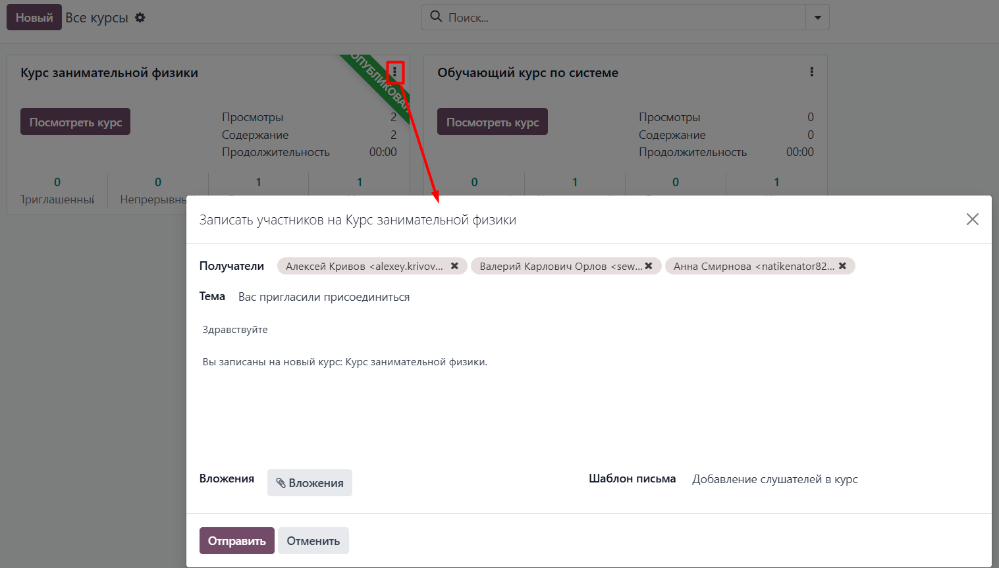 Новый Все курсы
Поиск...
Курс занимательной физики
Посмотреть курс
Просмотры 2
Содержание 2
Продолжительность 00:00
0 0 1 1
Обучающий курс по системе
Посмотреть курс
Просмотры 0
Содержание 0
Продолжительность 00:00
0 1 0 1
Записать участников на Курс занимательной физики
Получатели Алексей Кривов <alexey.krivov... Валерий Карлович Орлов <sew... Анна Смирнова <natikenator82...
Тема Вас пригласили присоединиться
Здравствуйте
Вы записаны на новый курс: Курс занимательной физики.
Вложения Вложения
Шаблон письма Добавление слушателей в курс
Отправить Отменить